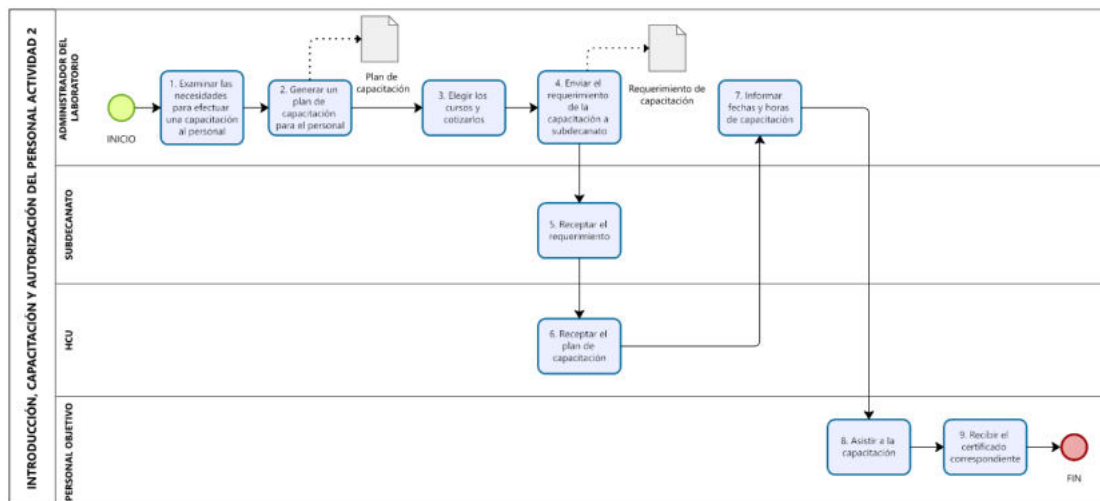 INTRODUCCIÓN, CAPACITACIÓN Y AUTORIZACIÓN DEL PERSONAL ACTIVIDAD 2
ADMINISTRADOR DEL
LABORATORIO
INICIO
1. Examinar las
necesidades
para efectuar
una capacitación
al personal
2. Generar un
plan de
capacitación
para el personal
Plan de
capacitación
3. Elegir los
cursos y
cotizarlos
4. Enviar el
requerimiento
de la
capacitación a
subdecanato
Requerimiento de
capacitación
7. Informar
fechas y horas
de capacitación
SUBDECANATO
5. Receptar el
requerimiento
HCU
6. Receptar el
plan de
capacitación
PERSONAL OBJETIVO
8. Asistir a la
capacitación
9. Recibir el
certificado
correspondiente
FIN